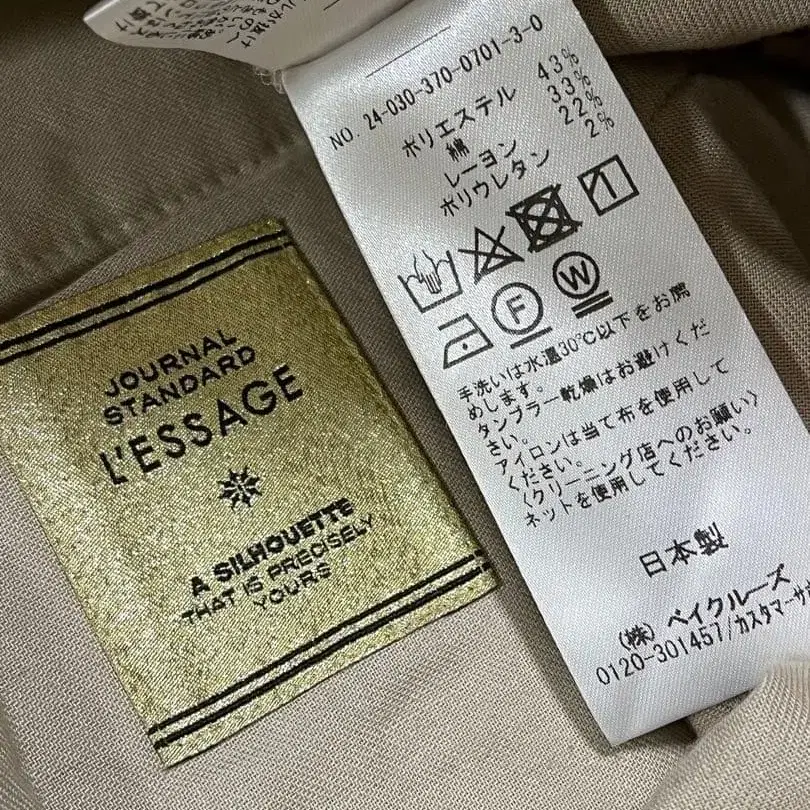 JOURNAL
STANDARD
L'ESSAGE
A SILHOUETTE
THAT IS PRECISELY
YOURS
NO. 24-030-370-0701-3-0
ポリエステル 43%
綿 33%
レーヨン 22%
ポリウレタン 2%
F
W
手洗いは水温30℃以下をお薦
めします。
タンブラー乾燥はお避けくだ
さい。
アイロンは当て布を使用して
ください。
〈クリーニング店へのお願い〉
ネットを使用してください。
日本製
(株) ベイクルーズ
0120-301457/カスタマーサ